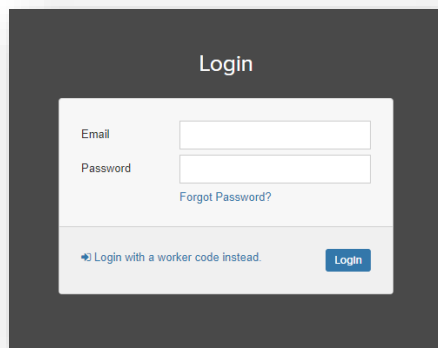 Login
Email
Password
Forgot Password?
Login with a worker code instead.
Login